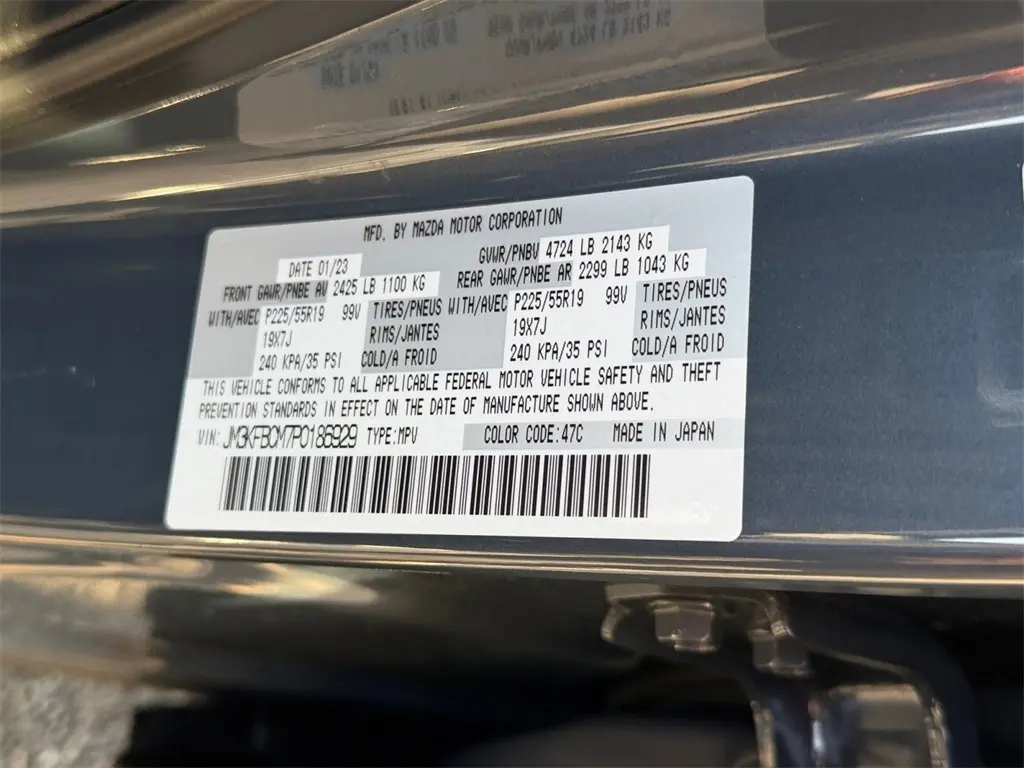 MFD. BY MAZDA MOTOR CORPORATION
DATE 01/23 GVWR/PNBV 4724 LB 2143 KG
FRONT GAWR/PNBE AV 2425 LB 1100 KG REAR GAWR/PNBE AR 2299 LB 1043 KG
WITH/AVEC P225/55R19 99V TIRES/PNEUS WITH/AVEC P225/55R19 99V TIRES/PNEUS
19X7J RIMS/JANTES 19X7J RIMS/JANTES
240 KPA/35 PSI COLD/A FROID 240 KPA/35 PSI COLD/A FROID
THIS VEHICLE CONFORMS TO ALL APPLICABLE FEDERAL MOTOR VEHICLE SAFETY AND THEFT
PREVENTION STANDARDS IN EFFECT ON THE DATE OF MANUFACTURE SHOWN ABOVE.
VIN: JM3KFBCM7P0186929 TYPE:MPV COLOR CODE:47C MADE IN JAPAN